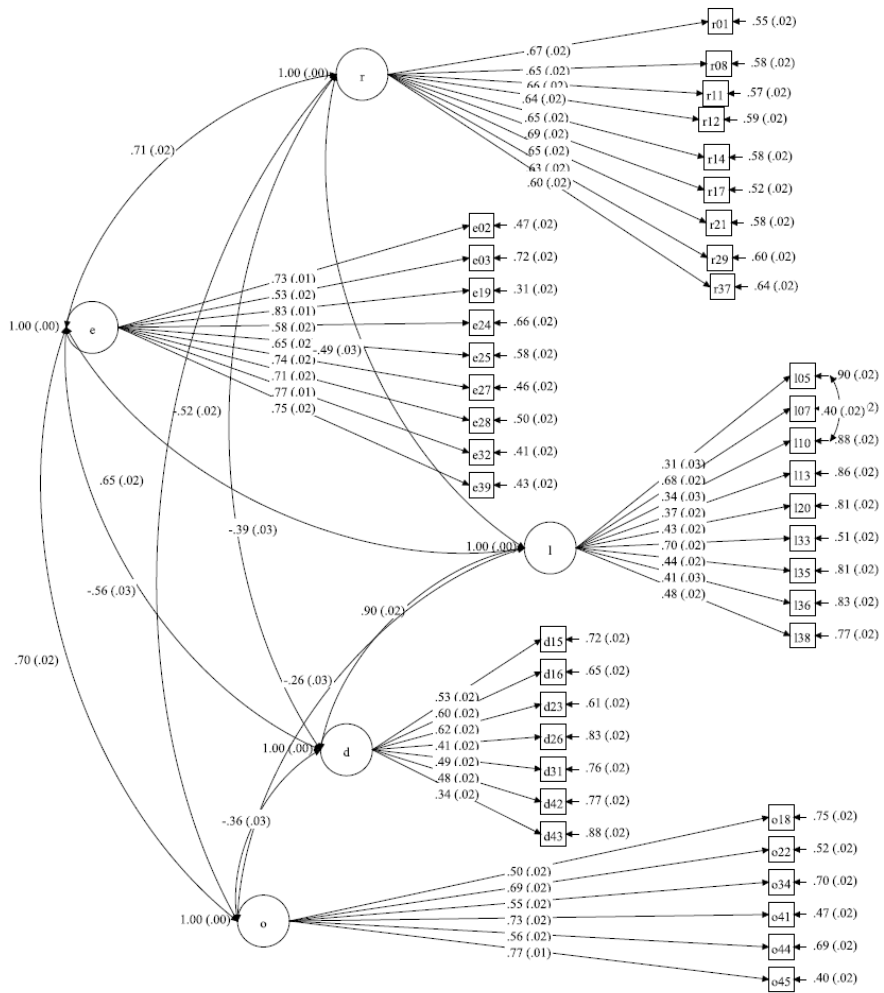 r01 .55 (.02)
.67 (.02)
1.00 (.00) r
.65 (.02) r08 .58 (.02)
.66 (.02) r11 .57 (.02)
.64 (.02) r12 .59 (.02)
.65 (.02)
.69 (.02)
.71 (.02)
.65 (.02) r14 .58 (.02)
.63 (.02)
.60 (.02) r17 .52 (.02)
r21 .58 (.02)
r29 .60 (.02)
r37 .64 (.02)
e02 .47 (.02)
e03 .72 (.02)
.73 (.01)
.53 (.02) e19 .31 (.02)
.83 (.01)
1.00 (.00) e .58 (.02) e24 .66 (.02)
.65 (.02
-.49 (.03) e25 .58 (.02)
.74 (.02)
.71 (.02) e27 .46 (.02)
.77 (.01)
.75 (.02)
-.52 (.02) e28 .50 (.02)
e32 .41 (.02)
e39 .43 (.02)
l05 .90 (.02)
l07 .40 (.02) 2)
l10 .88 (.02)
.31 (.03)
.68 (.02) l13 .86 (.02)
.34 (.03)
.37 (.02) l20 .81 (.02)
.43 (.02)
.65 (.02)
-.39 (.03)
1.00 (.00) l .70 (.02) l33 .51 (.02)
.44 (.02) l35 .81 (.02)
.41 (.03)
.48 (.02) l36 .83 (.02)
l38 .77 (.02)
-.56 (.03)
.90 (.02)
d15 .72 (.02)
.70 (.02)
-.26 (.03)
d16 .65 (.02)
.53 (.02)
.60 (.02) d23 .61 (.02)
.62 (.02)
1.00 (.00) d .41 (.02) d26 .83 (.02)
.49 (.02) d31 .76 (.02)
.48 (.02)
.34 (.02) d42 .77 (.02)
d43 .88 (.02)
-.36 (.03)
o18 .75 (.02)
o22 .52 (.02)
.50 (.02)
.69 (.02) o34 .70 (.02)
.55 (.02)
1.00 (.00) o .73 (.02) o41 .47 (.02)
.56 (.02) o44 .69 (.02)
.77 (.01)
o45 .40 (.02)